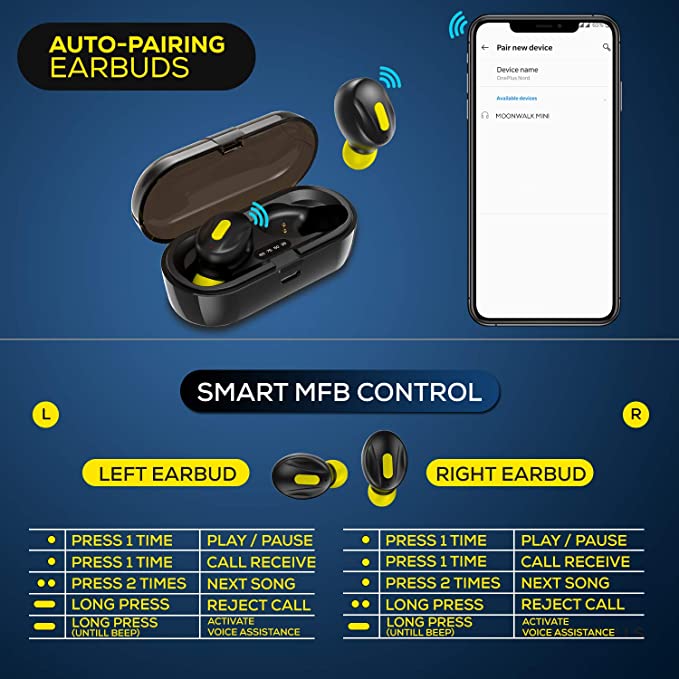 AUTO-PAIRING
EARBUDS
Pair new device
Device name
OnePlus Nord
Available devices
MOONWALK MINI
SMART MFB CONTROL
L
R
LEFT EARBUD
RIGHT EARBUD
PRESS 1 TIME PLAY / PAUSE
PRESS 1 TIME CALL RECEIVE
PRESS 2 TIMES NEXT SONG
LONG PRESS REJECT CALL
LONG PRESS
(UNTILL BEEP)
ACTIVATE
VOICE ASSISTANCE
PRESS 1 TIME PLAY / PAUSE
PRESS 1 TIME CALL RECEIVE
PRESS 2 TIMES NEXT SONG
LONG PRESS REJECT CALL
LONG PRESS
(UNTILL BEEP)
ACTIVATE
VOICE ASSISTANCE